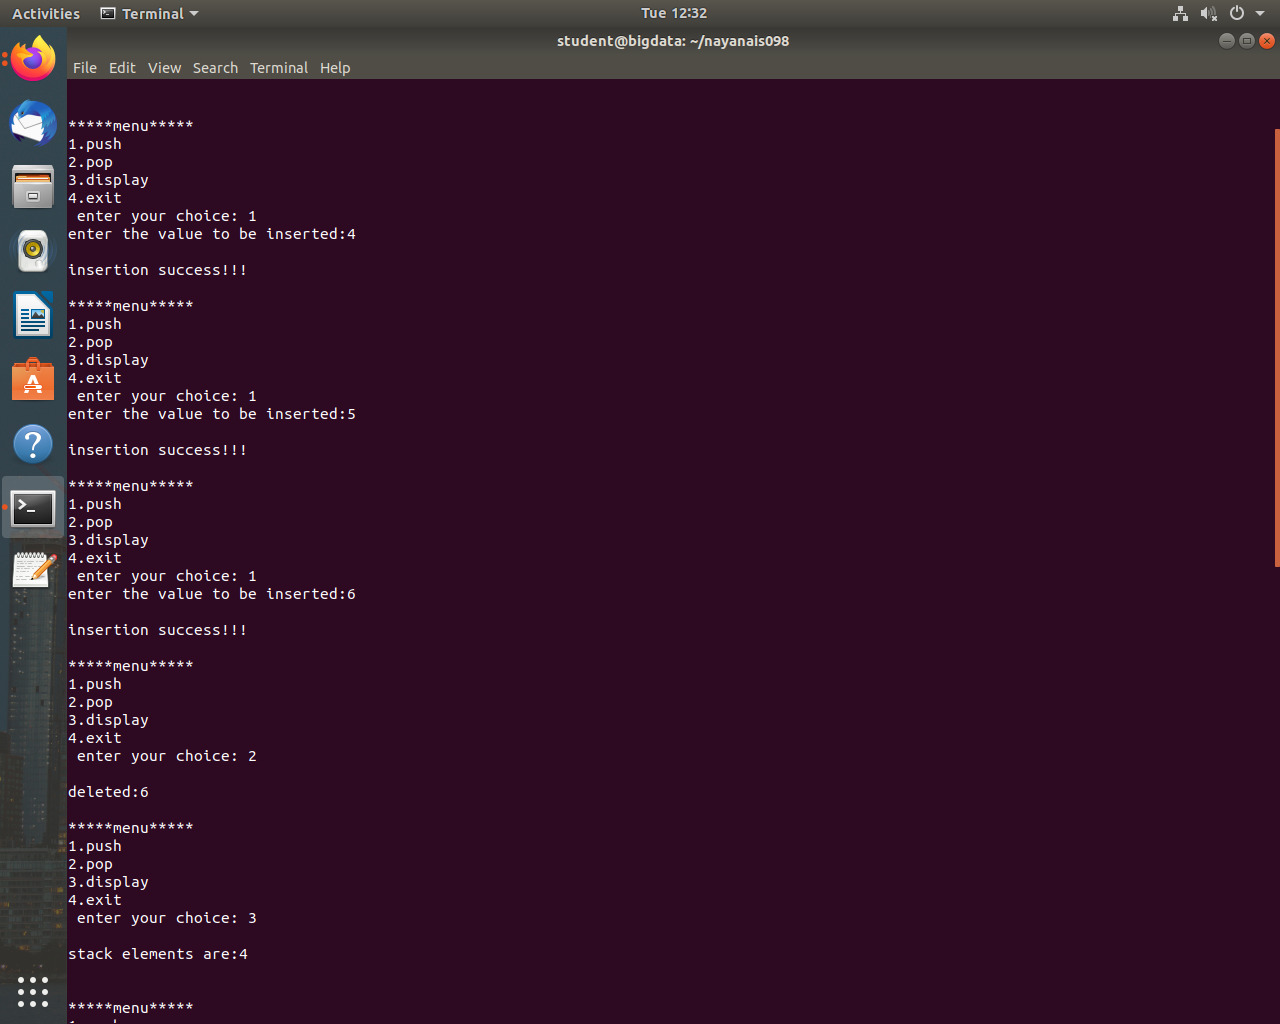 Activities Terminal Tue 12:32
student@bigdata: ~/nayanais098
File Edit View Search Terminal Help
*****menu*****
1.push
2.pop
3.display
4.exit
 enter your choice: 1
enter the value to be inserted:4
insertion success!!!
*****menu*****
1.push
2.pop
3.display
4.exit
 enter your choice: 1
enter the value to be inserted:5
insertion success!!!
*****menu*****
1.push
2.pop
3.display
4.exit
 enter your choice: 1
enter the value to be inserted:6
insertion success!!!
*****menu*****
1.push
2.pop
3.display
4.exit
 enter your choice: 2
deleted:6
*****menu*****
1.push
2.pop
3.display
4.exit
 enter your choice: 3
stack elements are:4
*****menu*****